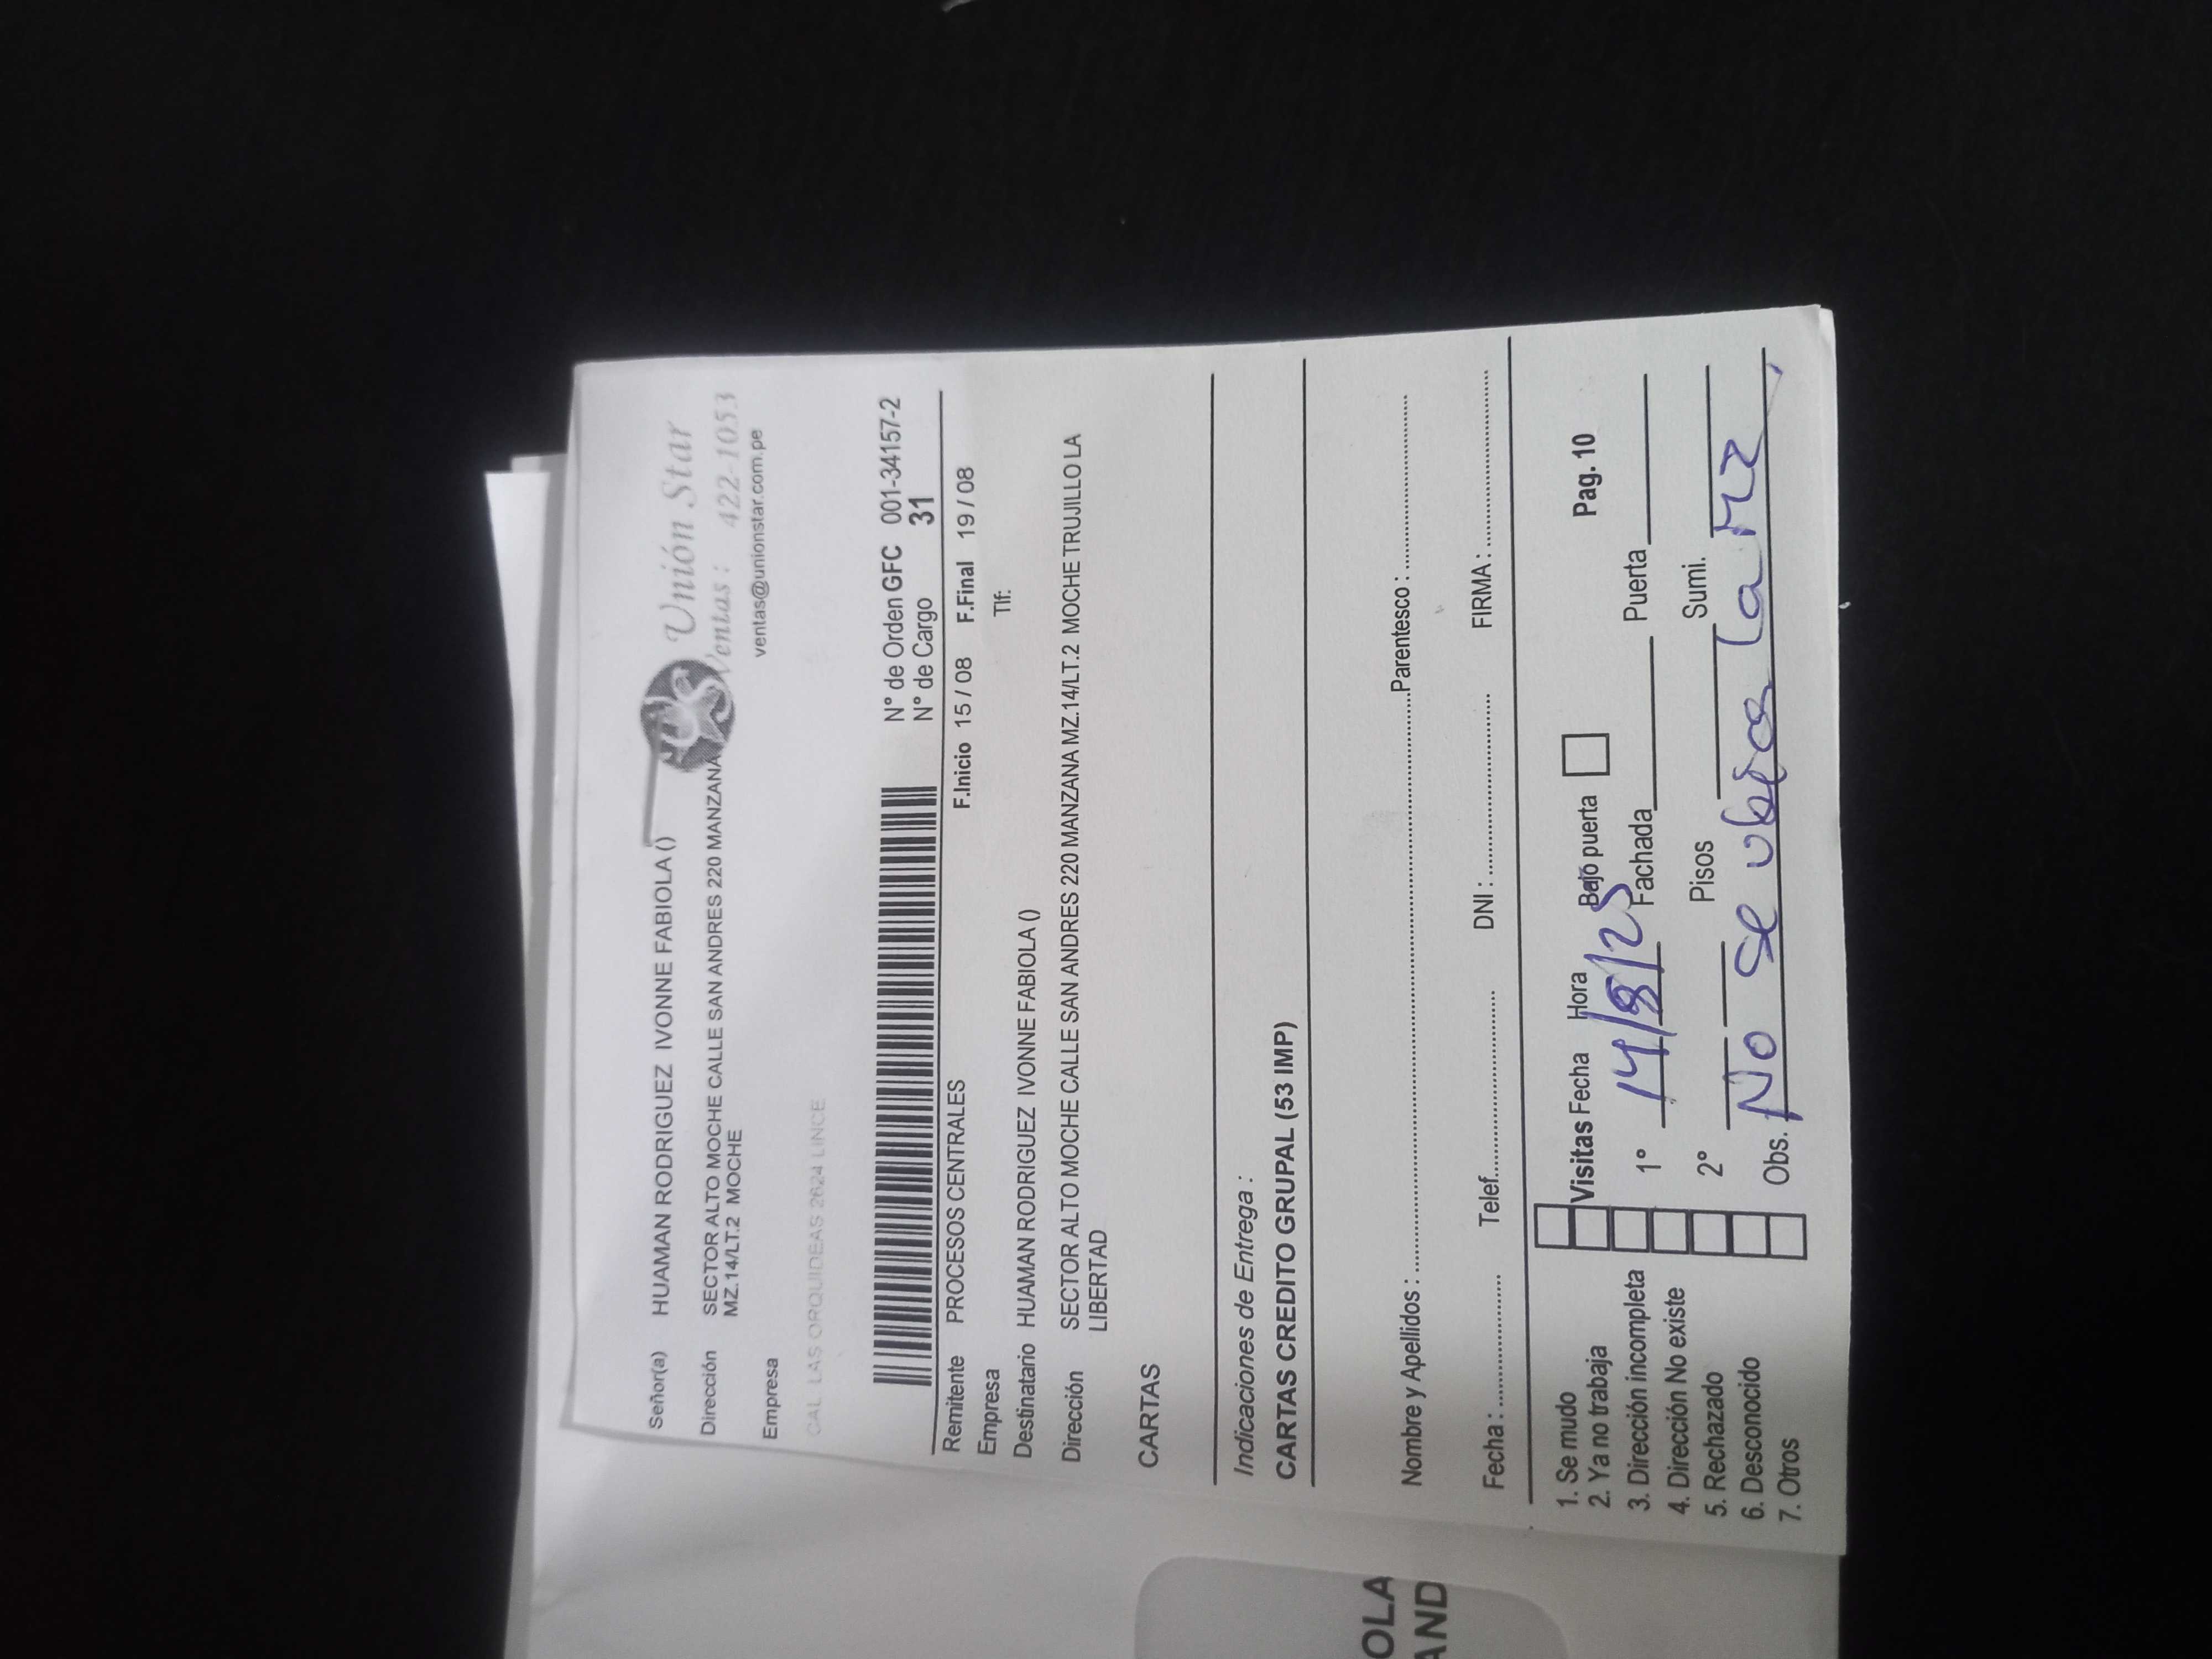 Unión Star
Ventas : 422-1053
ventas@unionstar.com.pe
Señor(a) HUAMAN RODRIGUEZ IVONNE FABIOLA ()
Dirección SECTOR ALTO MOCHE CALLE SAN ANDRES 220 MANZANA
MZ.14/LT.2 MOCHE
Empresa
CAL. LAS ORQUIDEAS 2624 LINCE
N° de Orden GFC 001-34157-2
N° de Cargo 31
Remitente PROCESOS CENTRALES F.Inicio 15 / 08 F.Final 19 / 08
Empresa Tlf:
Destinatario HUAMAN RODRIGUEZ IVONNE FABIOLA ()
Dirección SECTOR ALTO MOCHE CALLE SAN ANDRES 220 MANZANA MZ.14/LT.2 MOCHE TRUJILLO LA
LIBERTAD
CARTAS
Indicaciones de Entrega :
CARTAS CREDITO GRUPAL (53 IMP)
Nombre y Apellidos : Parentesco :
Fecha : Telef. DNI : FIRMA :
1. Se mudo
2. Ya no trabaja
3. Dirección incompleta
4. Dirección No existe
5. Rechazado
6. Desconocido
7. Otros
Visitas Fecha Hora Bajo puerta Pag. 10
1° 14/8/25 Fachada Puerta
2° Pisos Sumi.
Obs. No se ubica la Mz
OLA
AND